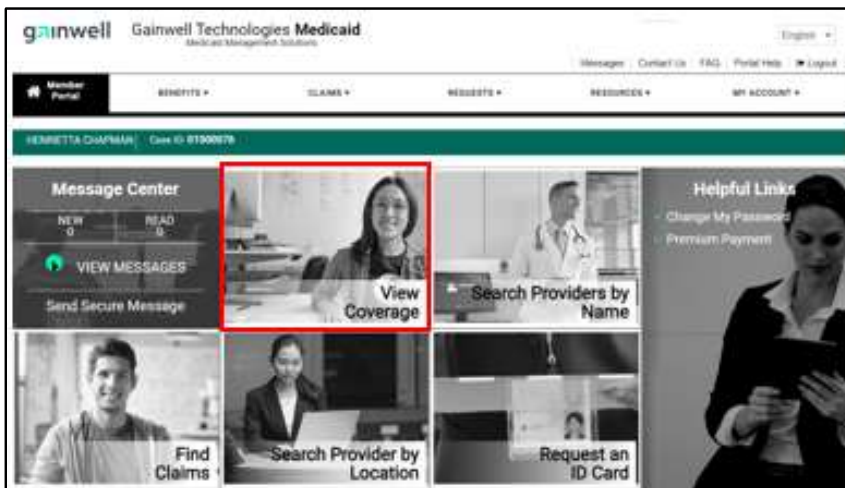 gainwell Gainwell Technologies Medicaid
Medicaid Management Solutions
English
Messages Contact Us FAQ Portal Help Logout
Member Portal
BENEFITS
CLAIMS
REQUESTS
RESOURCES
MY ACCOUNT
HENRIETTA CHAPMAN Case ID
Message Center
NEW
0
READ
0
VIEW MESSAGES
Send Secure Message
View
Coverage
Search Providers by
Name
Helpful Links
Change My Password
Premium Payment
Find
Claims
Search Provider by
Location
Request an
ID Card